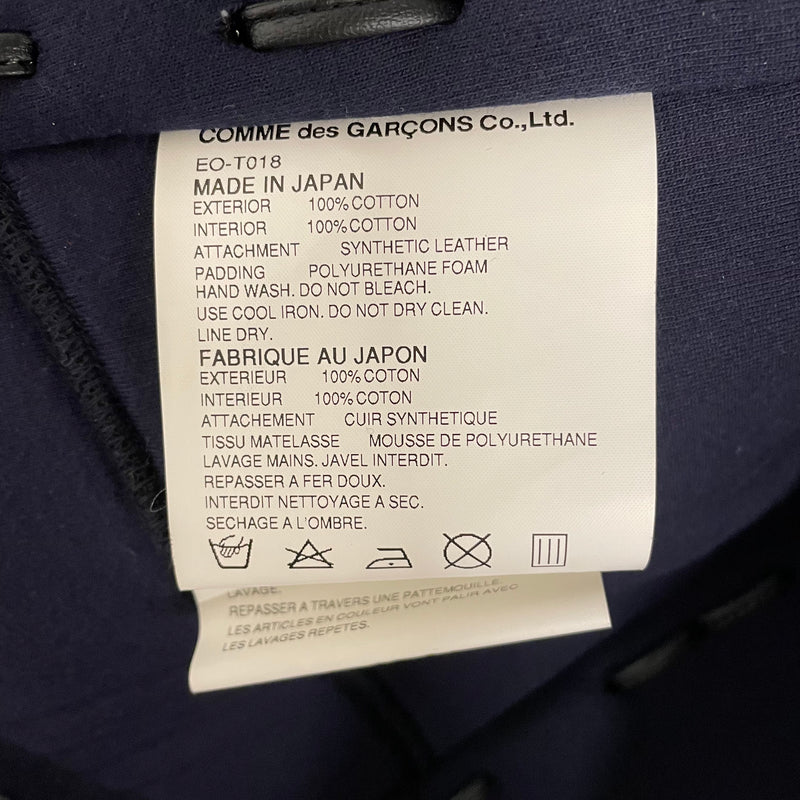 COMME des GARÇONS Co.,Ltd.
EO-T018
MADE IN JAPAN
EXTERIOR 100% COTTON
INTERIOR 100% COTTON
ATTACHMENT SYNTHETIC LEATHER
PADDING POLYURETHANE FOAM
HAND WASH. DO NOT BLEACH.
USE COOL IRON. DO NOT DRY CLEAN.
LINE DRY.
FABRIQUE AU JAPON
EXTERIEUR 100% COTON
INTERIEUR 100% COTON
ATTACHEMENT CUIR SYNTHETIQUE
TISSU MATELASSE MOUSSE DE POLYURETHANE
LAVAGE MAINS. JAVEL INTERDIT.
REPASSER A FER DOUX.
INTERDIT NETTOYAGE A SEC.
SECHAGE A L'OMBRE.
LAVAGE.
REPASSER A TRAVERS UNE PATTEMOUILLE.
LES ARTICLES EN COULEUR VONT PALIR AVEC
LES LAVAGES REPETES.